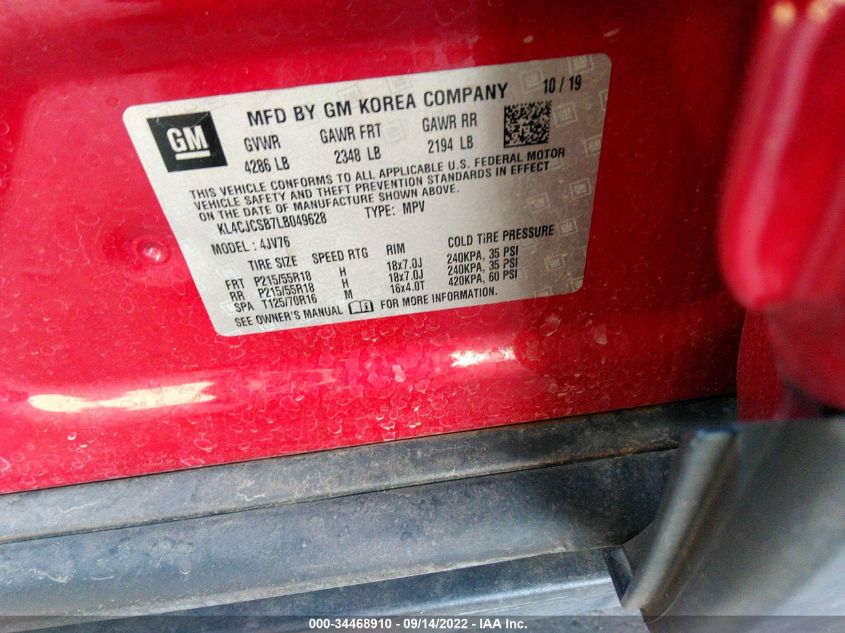 MFD BY GM KOREA COMPANY 10 / 19
GM
GVWR GAWR FRT GAWR RR
4286 LB 2348 LB 2194 LB
THIS VEHICLE CONFORMS TO ALL APPLICABLE U.S. FEDERAL MOTOR
VEHICLE SAFETY AND THEFT PREVENTION STANDARDS IN EFFECT
ON THE DATE OF MANUFACTURE SHOWN ABOVE.
KL4CJCSB7LB049628 TYPE: MPV
MODEL: 4JV76
TIRE SIZE SPEED RTG RIM COLD TIRE PRESSURE
FRT P215/55R18 H 18x7.0J 240KPA, 35 PSI
RR P215/55R18 H 18x7.0J 240KPA, 35 PSI
SPA T125/70R16 M 16x4.0T 420KPA, 60 PSI
SEE OWNER'S MANUAL FOR MORE INFORMATION.
000-34468910 - 09/14/2022 - IAA Inc.